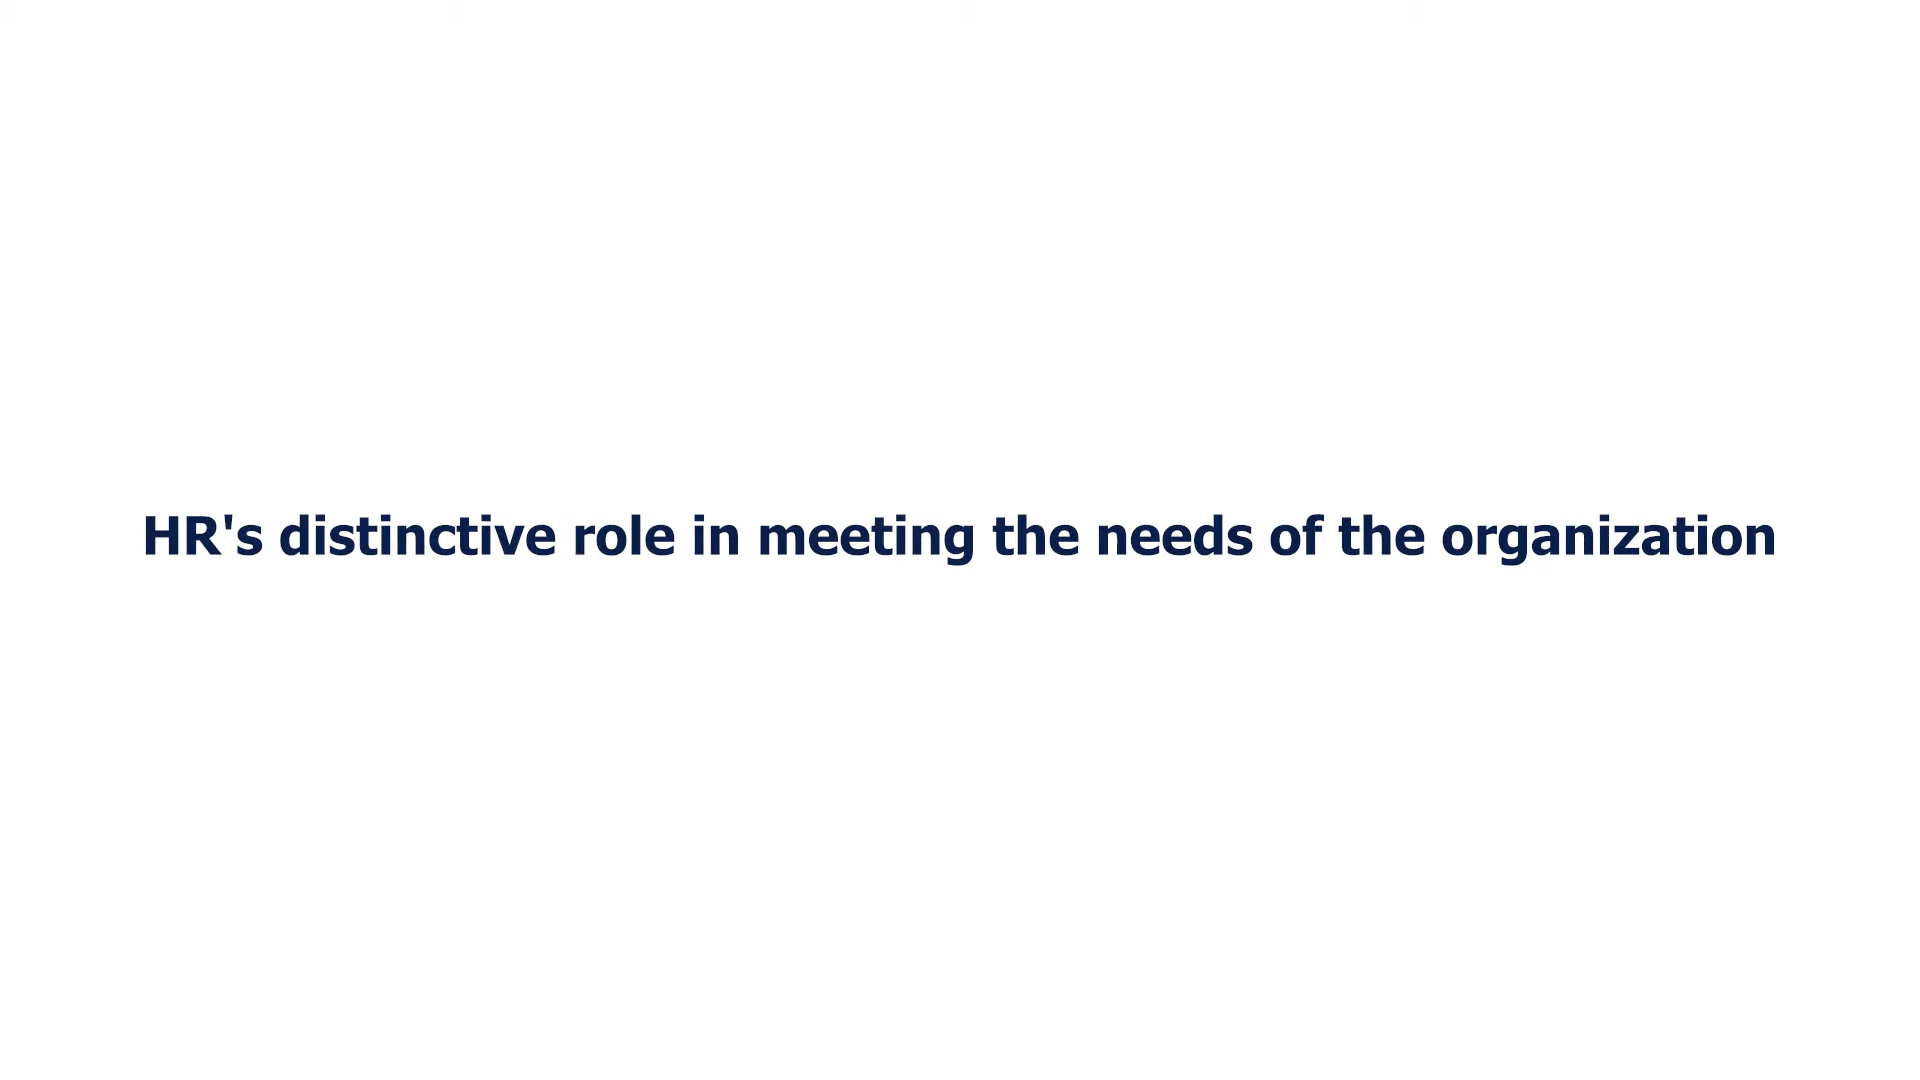 HR's distinctive role in meeting the needs of the organization